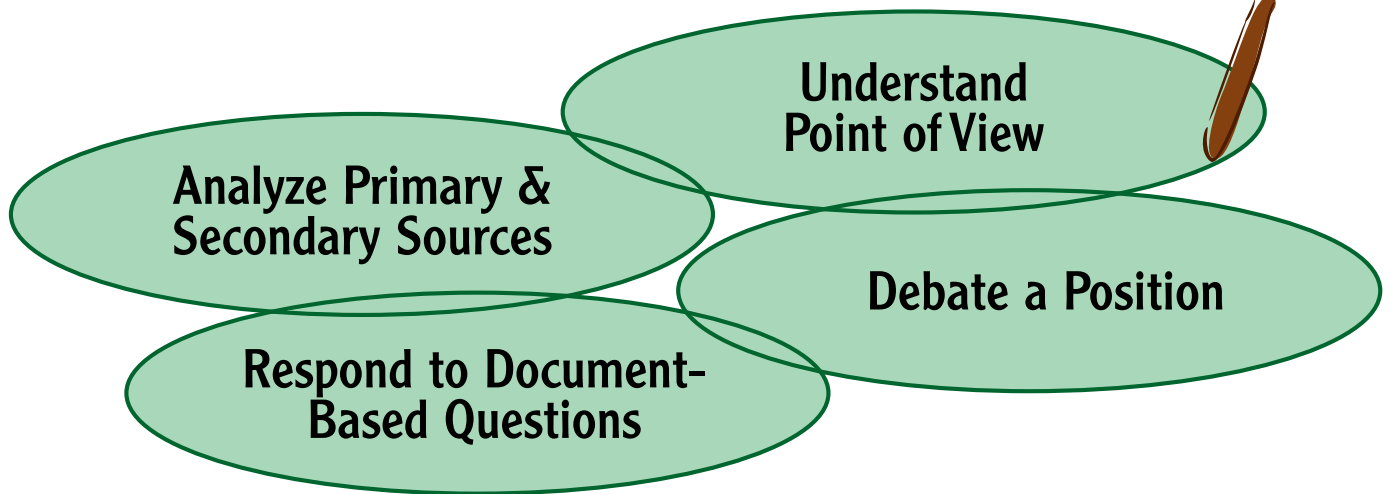 Understand
Point of View
Analyze Primary &
Secondary Sources
Debate a Position
Respond to Document-
Based Questions